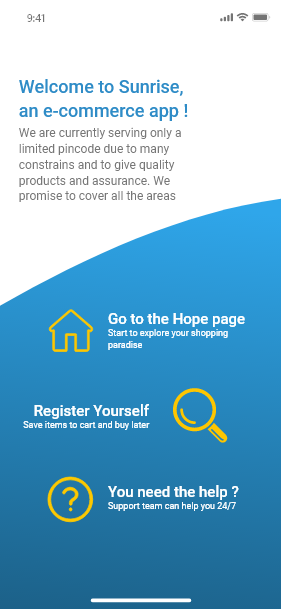 9:41
Welcome to Sunrise,
an e-commerce app !
We are currently serving only a
limited pincode due to many
constrains and to give quality
products and assurance. We
promise to cover all the areas
Go to the Hope page
Start to explore your shopping
paradise
Register Yourself
Save items to cart and buy later
You need the help ?
Support team can help you 24/7